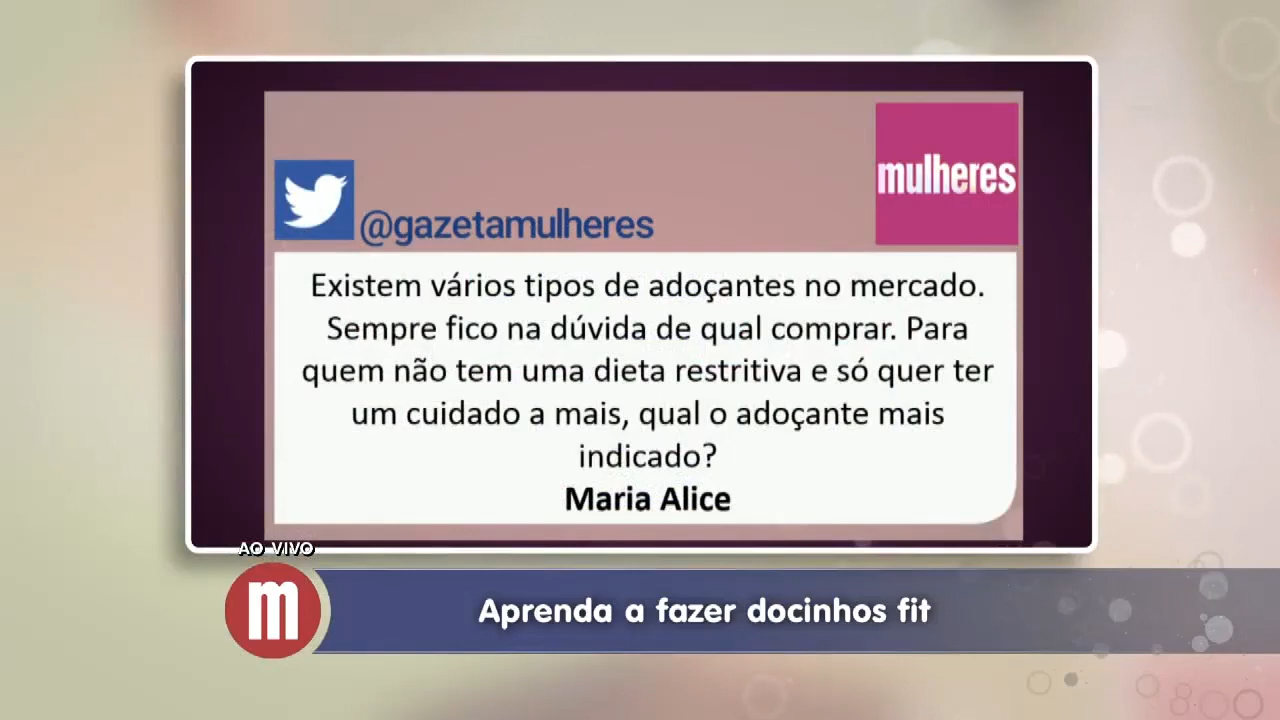 mulheres
@gazetamulheres
Existem vários tipos de adoçantes no mercado.
Sempre fico na dúvida de qual comprar. Para
quem não tem uma dieta restritiva e só quer ter
um cuidado a mais, qual o adoçante mais
indicado?
Maria Alice
AO VIVO
m
Aprenda a fazer docinhos fit